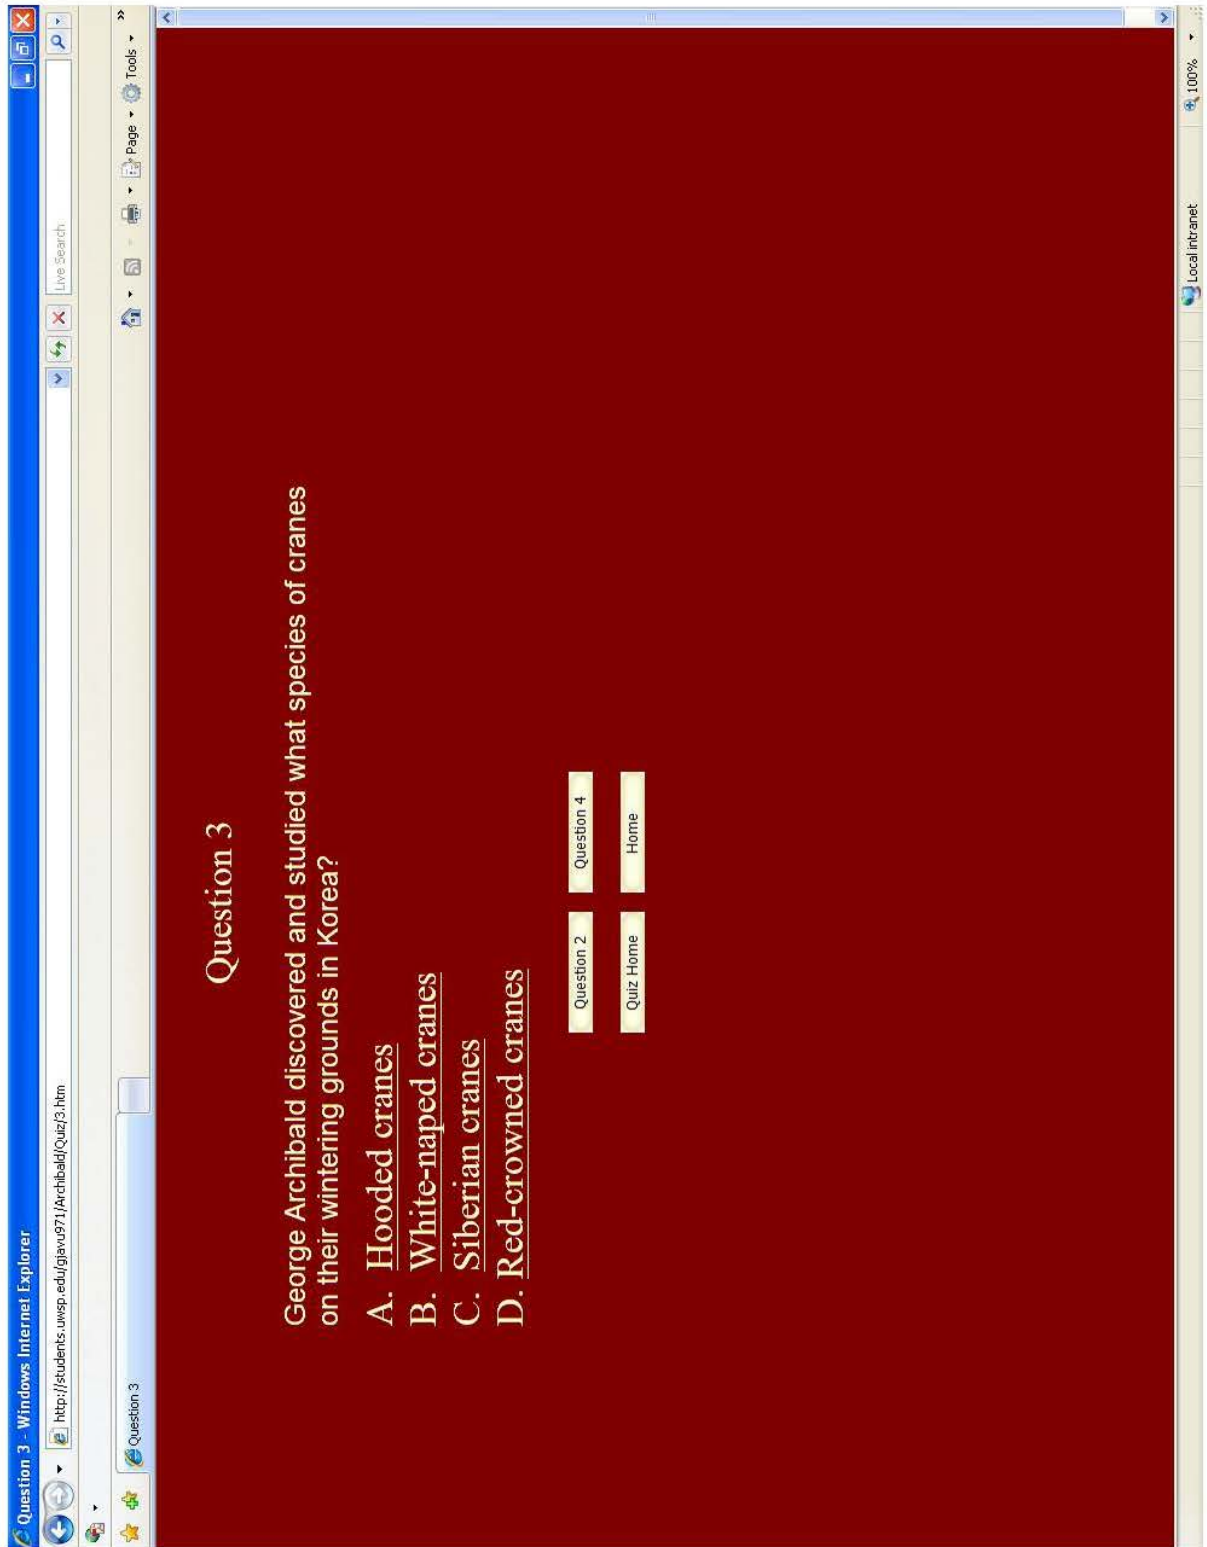 Question 3 - Windows Internet Explorer
http://students.uwsp.edu/gjavu971/Archibald/Quiz/3.htm
Live Search
Question 3
Page
Tools
»
Question 3
George Archibald discovered and studied what species of cranes
on their wintering grounds in Korea?
A. Hooded cranes
B. White-naped cranes
C. Siberian cranes
D. Red-crowned cranes
Question 2
Question 4
Quiz Home
Home
Local intranet
100%